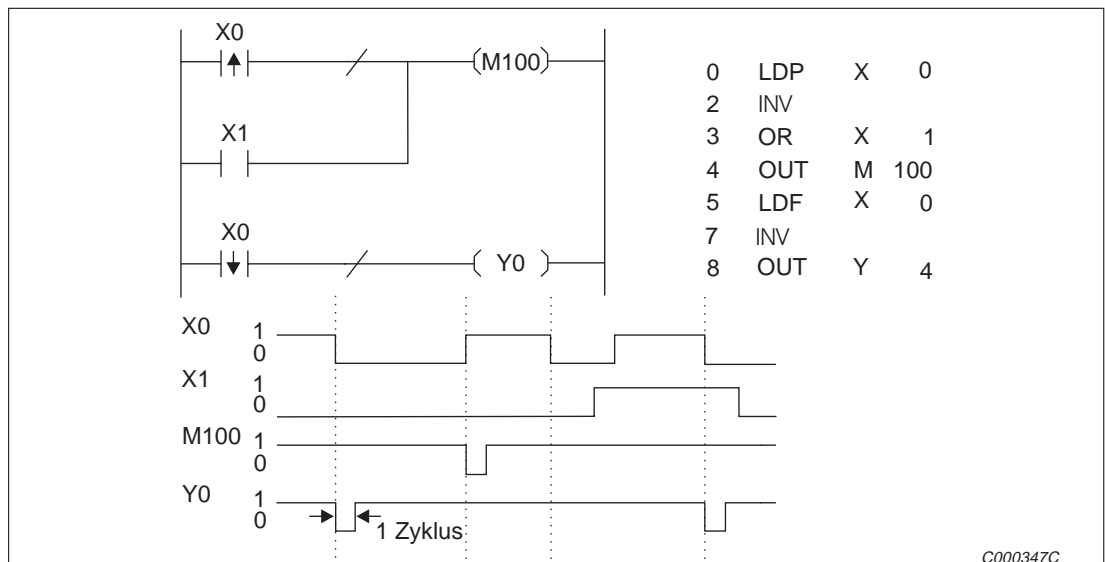 X0
M100
X1
X0
Y0
0 LDP X 0
2 INV
3 OR X 1
4 OUT M 100
5 LDF X 0
7 INV
8 OUT Y 4
X0 1
0
X1 1
0
M100 1
0
Y0 1
0
1 Zyklus
C000347C